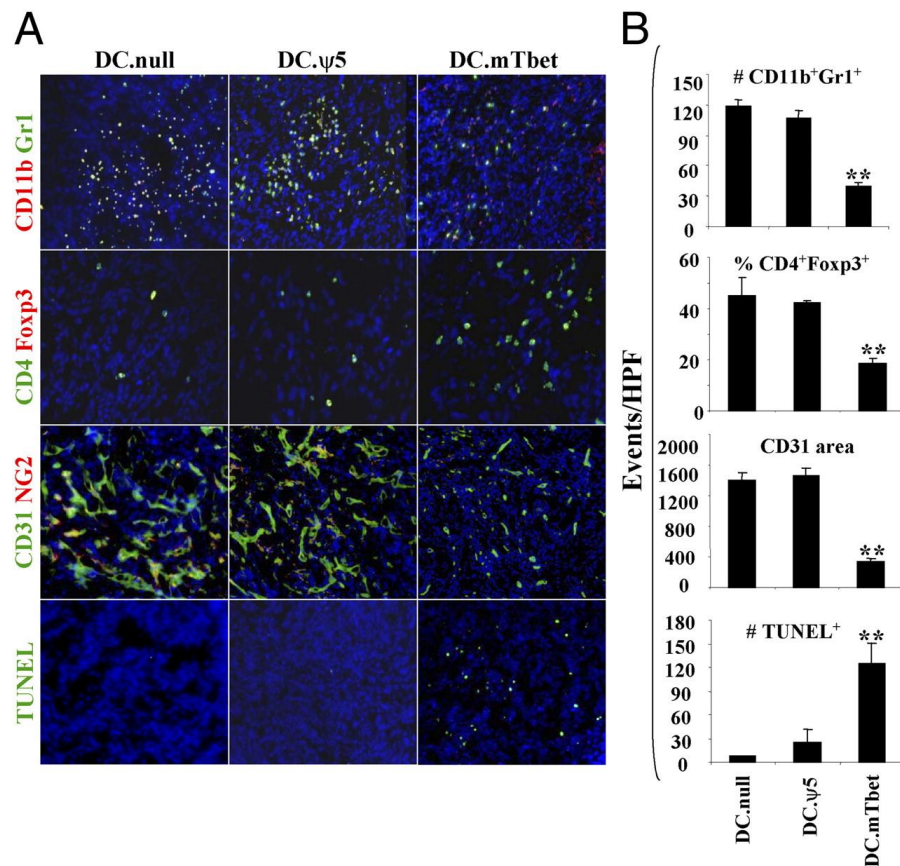 A
DC.null DC.ψ5 DC.mTbet
CD11b Gr1
CD4 Foxp3
CD31 NG2
TUNEL
B
Events/HPF
# CD11b⁺Gr1⁺
120
90
60
30
0
**
% CD4⁺Foxp3⁺
60
40
20
0
**
CD31 area
2000
1600
1200
800
400
0
**
# TUNEL⁺
180
150
120
90
60
30
0
**
DC.null
DC.ψ5
DC.mTbet